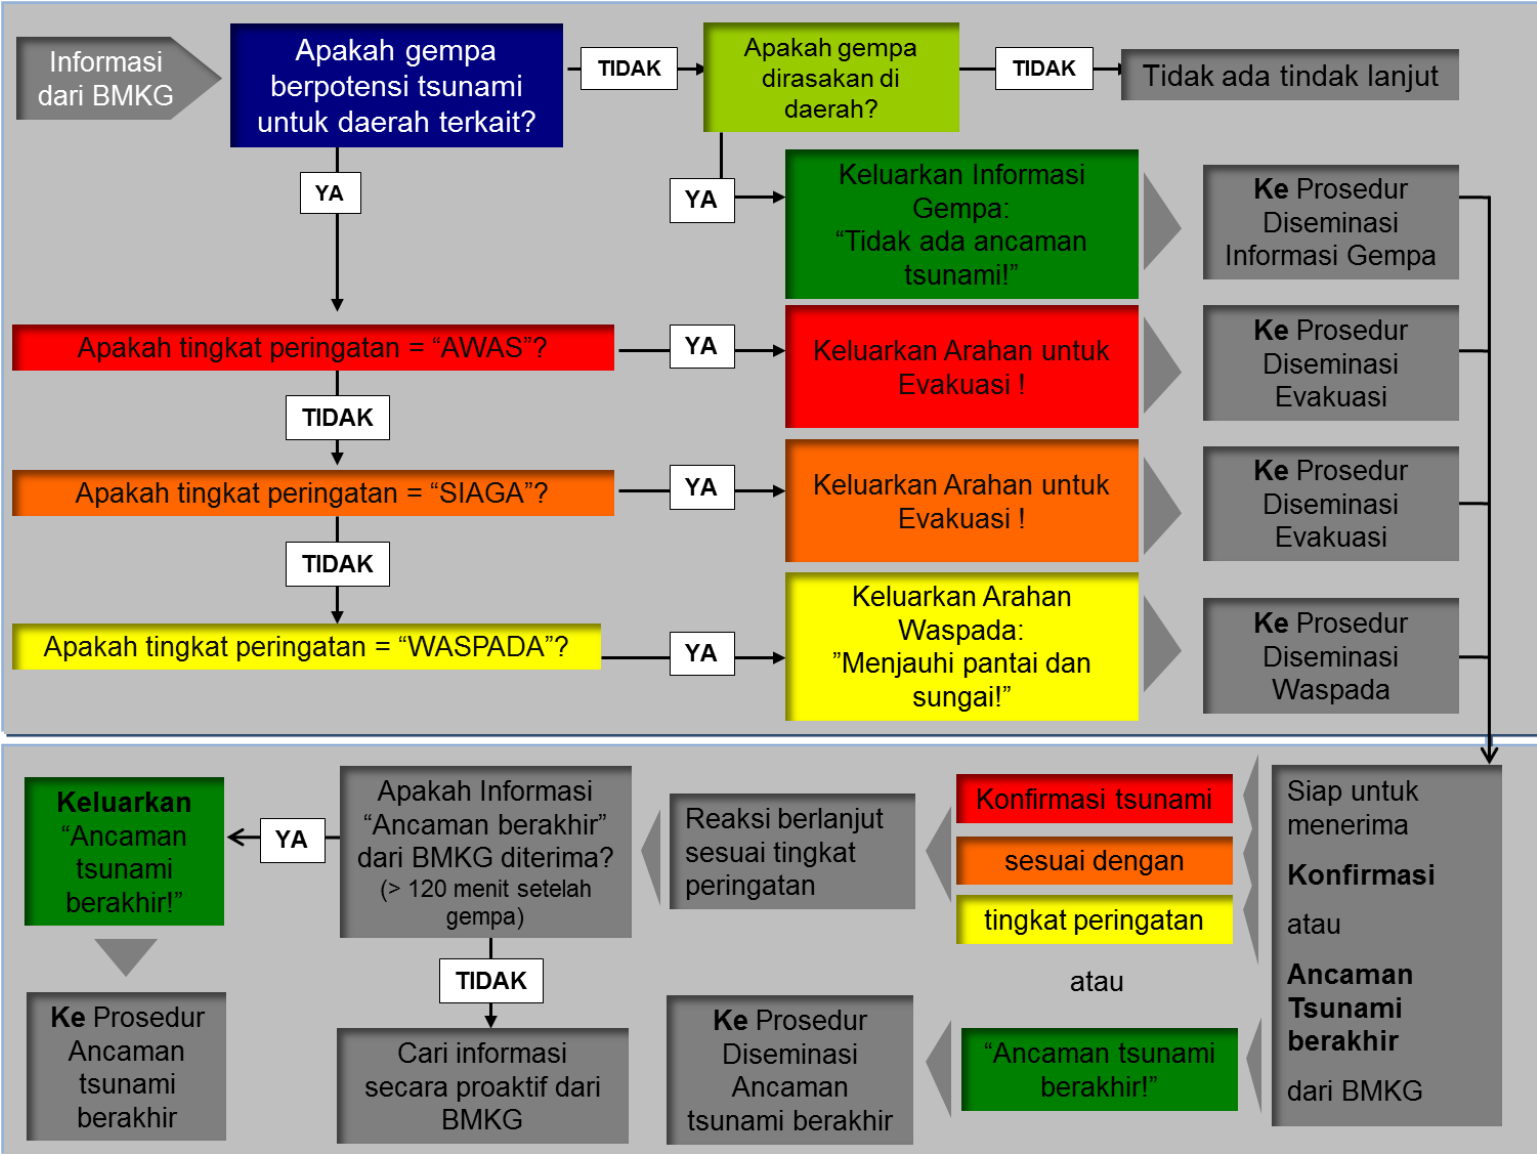 Informasi
dari BMKG
Apakah gempa
berpotensi tsunami
untuk daerah terkait?
TIDAK
Apakah gempa
dirasakan di
daerah?
TIDAK
Tidak ada tindak lanjut
YA
YA
Keluarkan Informasi
Gempa:
“Tidak ada ancaman
tsunami!”
Ke Prosedur
Diseminasi
Informasi Gempa
Apakah tingkat peringatan = “AWAS”?
YA
Keluarkan Arahan untuk
Evakuasi !
Ke Prosedur
Diseminasi
Evakuasi
TIDAK
Apakah tingkat peringatan = “SIAGA”?
YA
Keluarkan Arahan untuk
Evakuasi !
Ke Prosedur
Diseminasi
Evakuasi
TIDAK
Apakah tingkat peringatan = “WASPADA”?
YA
Keluarkan Arahan
Waspada:
”Menjauhi pantai dan
sungai!”
Ke Prosedur
Diseminasi
Waspada
Siap untuk
menerima
Konfirmasi
atau
Ancaman
Tsunami
berakhir
dari BMKG
Konfirmasi tsunami
sesuai dengan
tingkat peringatan
atau
“Ancaman tsunami
berakhir!”
Reaksi berlanjut
sesuai tingkat
peringatan
Ke Prosedur
Diseminasi
Ancaman
tsunami berakhir
Apakah Informasi
“Ancaman berakhir”
dari BMKG diterima?
(> 120 menit setelah
gempa)
YA
Keluarkan
“Ancaman
tsunami
berakhir!”
Ke Prosedur
Ancaman
tsunami
berakhir
TIDAK
Cari informasi
secara proaktif dari
BMKG